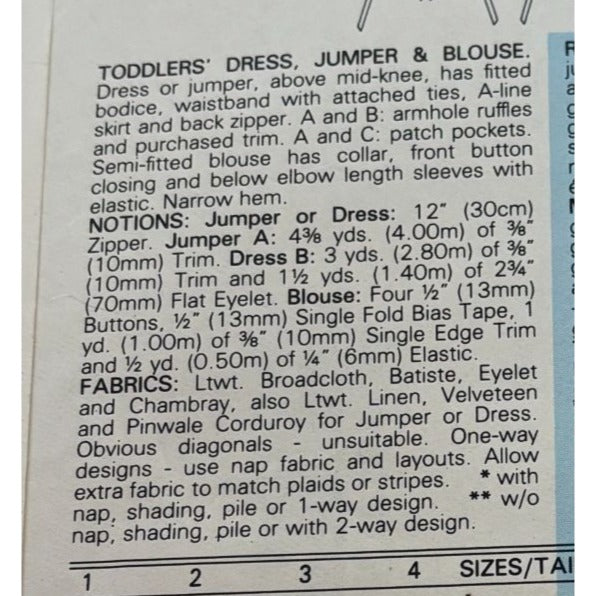 TODDLERS' DRESS, JUMPER & BLOUSE.
Dress or jumper, above mid-knee, has fitted
bodice, waistband with attached ties, A-line
skirt and back zipper. A and B: armhole ruffles
and purchased trim. A and C: patch pockets.
Semi-fitted blouse has collar, front button
closing and below elbow length sleeves with
elastic. Narrow hem.
NOTIONS: Jumper or Dress: 12" (30cm)
Zipper. Jumper A: 4⅜ yds. (4.00m) of ⅜"
(10mm) Trim. Dress B: 3 yds. (2.80m) of ⅜"
(10mm) Trim and 1½ yds. (1.40m) of 2¾"
(70mm) Flat Eyelet. Blouse: Four ½" (13mm)
Buttons, ½" (13mm) Single Fold Bias Tape, 1
yd. (1.00m) of ⅜" (10mm) Single Edge Trim
and ½ yd. (0.50m) of ¼" (6mm) Elastic.
FABRICS: Ltwt. Broadcloth, Batiste, Eyelet
and Chambray, also Ltwt. Linen, Velveteen
and Pinwale Corduroy for Jumper or Dress.
Obvious diagonals - unsuitable. One-way
designs - use nap fabric and layouts. Allow
extra fabric to match plaids or stripes. * with
nap, shading, pile or 1-way design. ** w/o
nap, shading, pile or with 2-way design.
1 2 3 4 SIZES/TAI